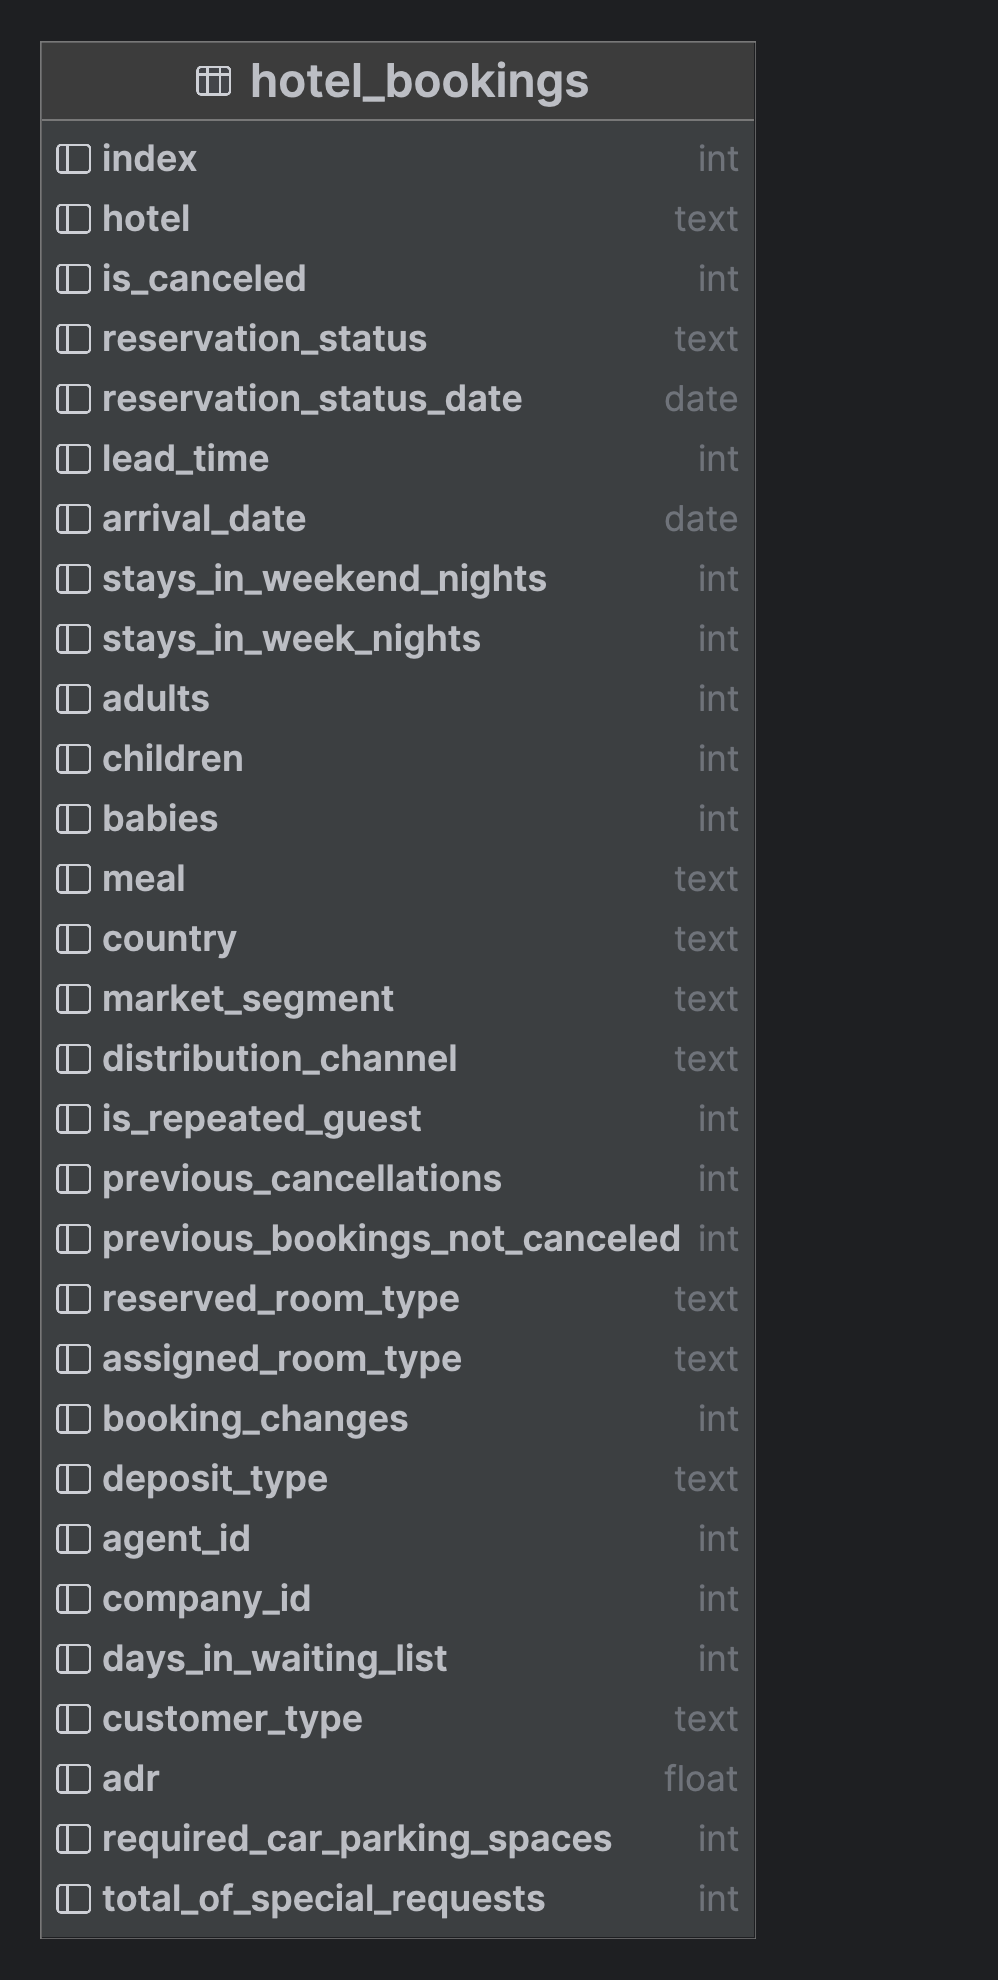 hotel_bookings
index int
hotel text
is_canceled int
reservation_status text
reservation_status_date date
lead_time int
arrival_date date
stays_in_weekend_nights int
stays_in_week_nights int
adults int
children int
babies int
meal text
country text
market_segment text
distribution_channel text
is_repeated_guest int
previous_cancellations int
previous_bookings_not_canceled int
reserved_room_type text
assigned_room_type text
booking_changes int
deposit_type text
agent_id int
company_id int
days_in_waiting_list int
customer_type text
adr float
required_car_parking_spaces int
total_of_special_requests int